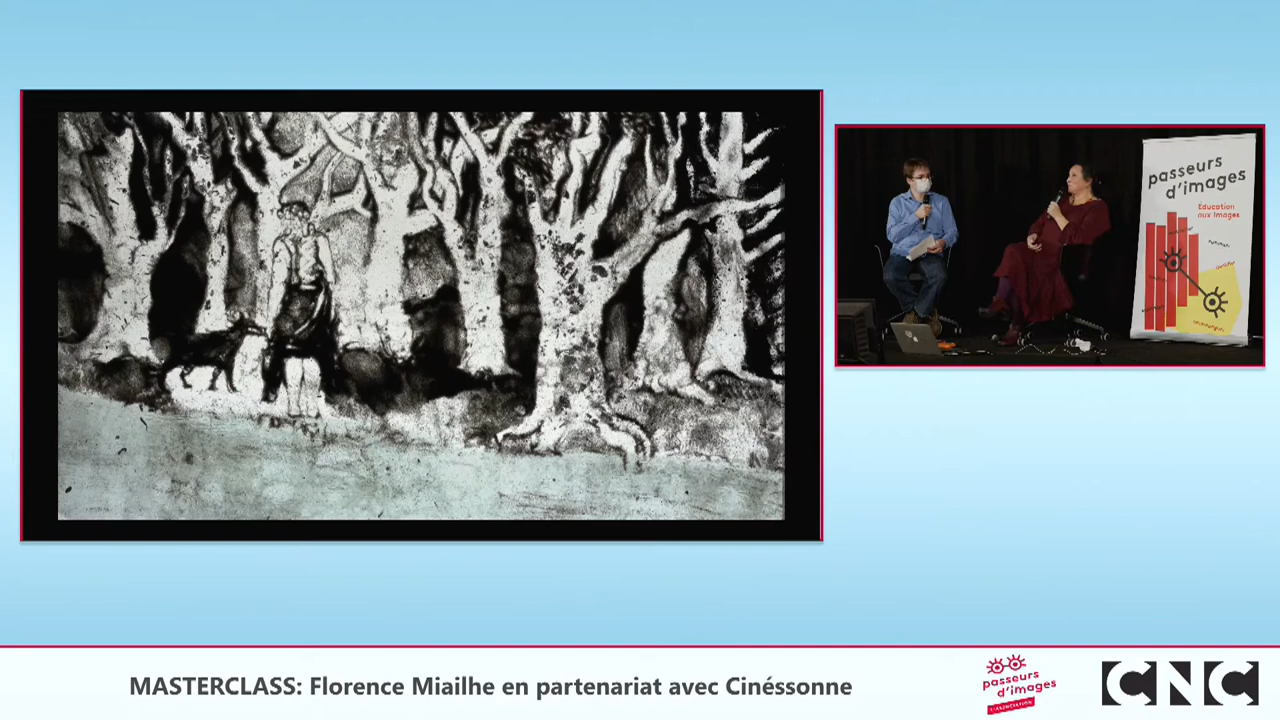 passeurs
d'images
Éducation
aux images
MASTERCLASS: Florence Miailhe en partenariat avec Cinéssonne
passeurs
d'images
CNC